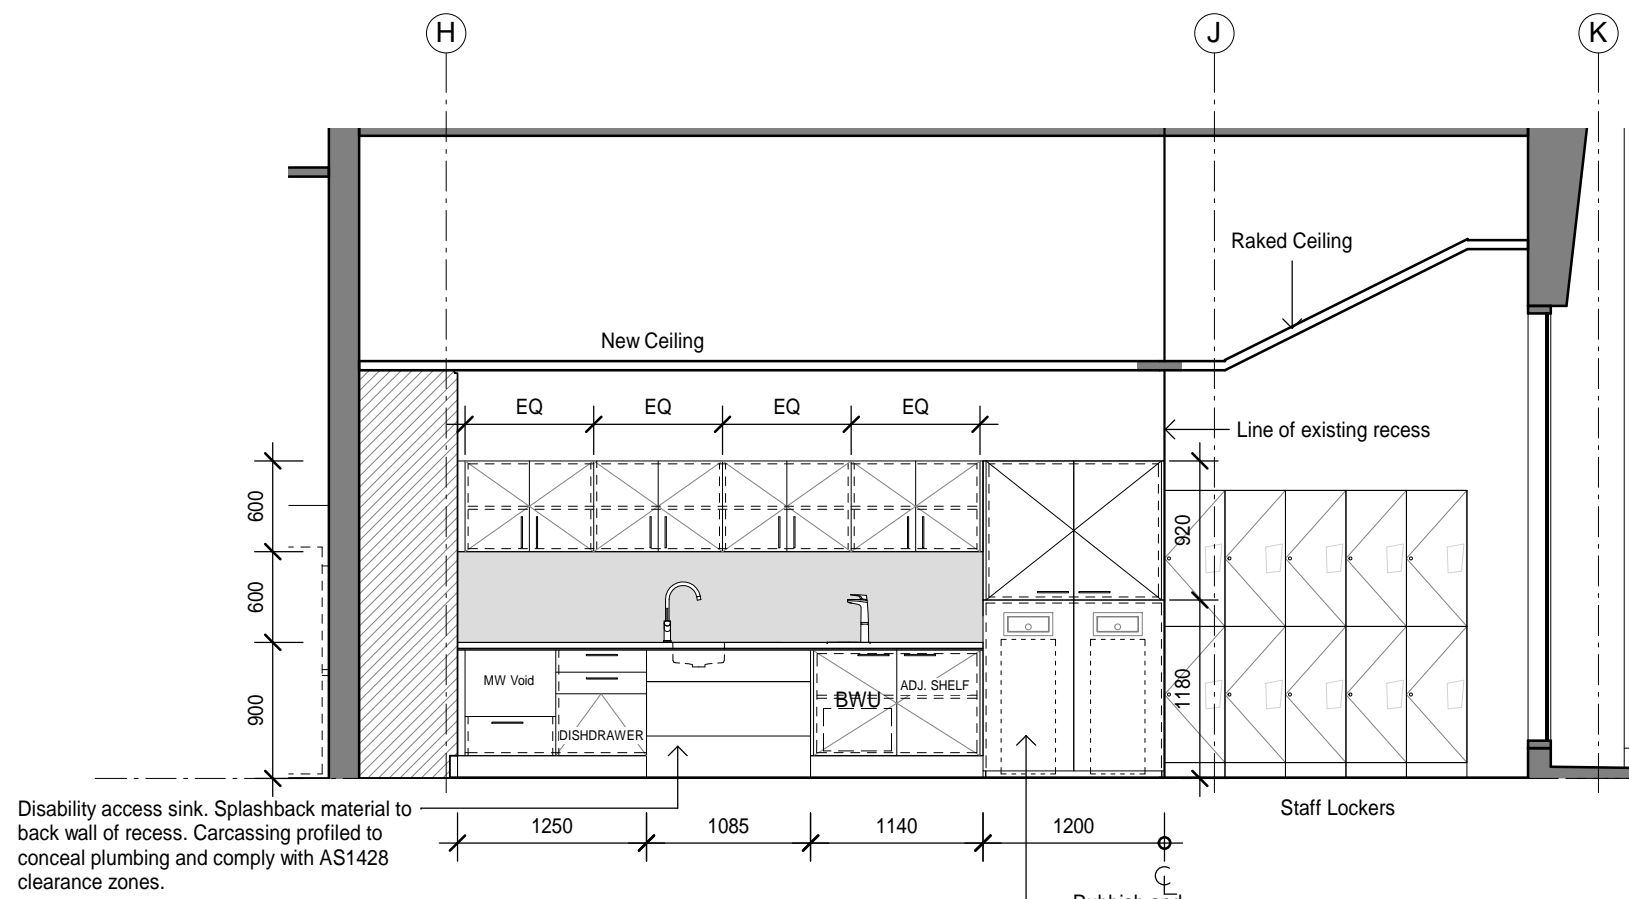 H
J
K
Raked Ceiling
New Ceiling
EQ
EQ
EQ
EQ
Line of existing recess
600
920
600
MW Void
BWU
ADJ. SHELF
1180
900
DISHDRAWER
Disability access sink. Splashback material to
back wall of recess. Carcassing profiled to
conceal plumbing and comply with AS1428
clearance zones.
Staff Lockers
1250
1085
1140
1200
CL